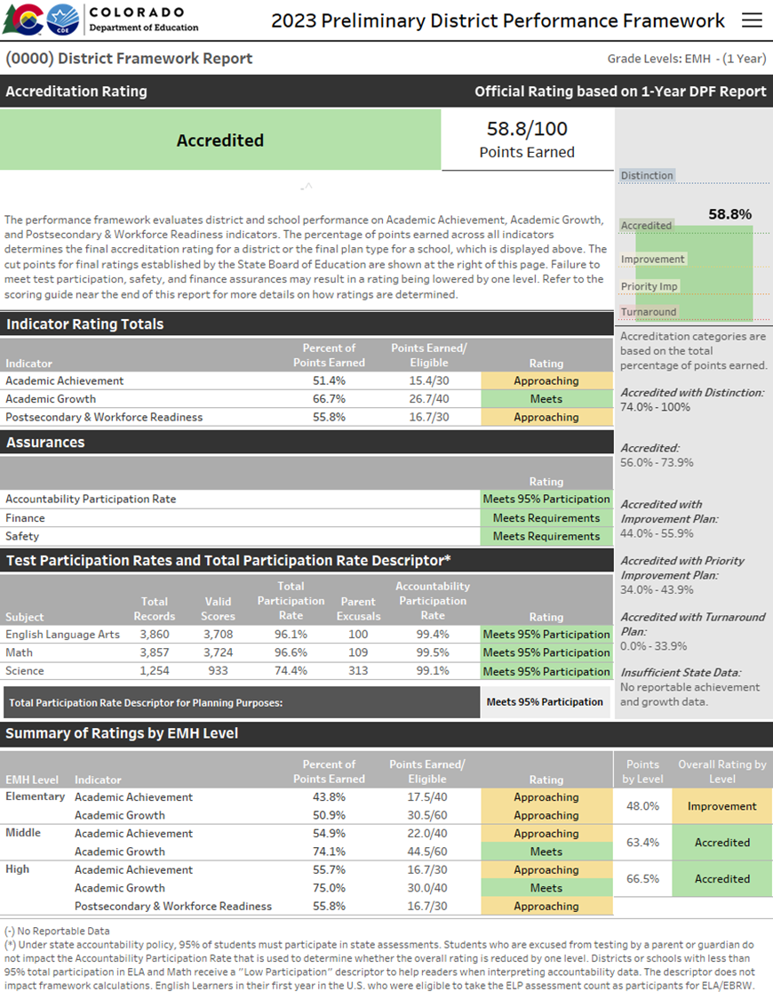 COLORADO
Department of Education
CDE
2023 Preliminary District Performance Framework
(0000) District Framework Report
Grade Levels: EMH - (1 Year)
Accreditation Rating
Official Rating based on 1-Year DPF Report
Accredited
58.8/100
Points Earned
-^
The performance framework evaluates district and school performance on Academic Achievement, Academic Growth,
and Postsecondary & Workforce Readiness indicators. The percentage of points earned across all indicators
determines the final accreditation rating for a district or the final plan type for a school, which is displayed above. The
cut points for final ratings established by the State Board of Education are shown at the right of this page. Failure to
meet test participation, safety, and finance assurances may result in a rating being lowered by one level. Refer to the
scoring guide near the end of this report for more details on how ratings are determined.
Distinction
58.8%
Accredited
Improvement
Priority Imp
Turnaround
Accreditation categories are
based on the total
percentage of points earned.
Accredited with Distinction:
74.0% - 100%
Accredited:
56.0% - 73.9%
Accredited with
Improvement Plan:
44.0% - 55.9%
Accredited with Priority
Improvement Plan:
34.0% - 43.9%
Accredited with Turnaround
Plan:
0.0% - 33.9%
Insufficient State Data:
No reportable achievement
and growth data.
Indicator Rating Totals
Indicator Percent of Points Earned Points Earned/ Eligible Rating
Academic Achievement 51.4% 15.4/30 Approaching
Academic Growth 66.7% 26.7/40 Meets
Postsecondary & Workforce Readiness 55.8% 16.7/30 Approaching
Assurances
Rating
Accountability Participation Rate Meets 95% Participation
Finance Meets Requirements
Safety Meets Requirements
Test Participation Rates and Total Participation Rate Descriptor*
Subject Total Records Valid Scores Total Participation Rate Parent Excusals Accountability Participation Rate Rating
English Language Arts 3,860 3,708 96.1% 100 99.4% Meets 95% Participation
Math 3,857 3,724 96.6% 109 99.5% Meets 95% Participation
Science 1,254 933 74.4% 313 99.1% Meets 95% Participation
Total Participation Rate Descriptor for Planning Purposes: Meets 95% Participation
Summary of Ratings by EMH Level
EMH Level Indicator Percent of Points Earned Points Earned/ Eligible Rating Points by Level Overall Rating by Level
Elementary Academic Achievement 43.8% 17.5/40 Approaching 48.0% Improvement
Academic Growth 50.9% 30.5/60 Approaching
Middle Academic Achievement 54.9% 22.0/40 Approaching 63.4% Accredited
Academic Growth 74.1% 44.5/60 Meets
High Academic Achievement 55.7% 16.7/30 Approaching 66.5% Accredited
Academic Growth 75.0% 30.0/40 Meets
Postsecondary & Workforce Readiness 55.8% 16.7/30 Approaching
(-) No Reportable Data
(*) Under state accountability policy, 95% of students must participate in state assessments. Students who are excused from testing by a parent or guardian do
not impact the Accountability Participation Rate that is used to determine whether the overall rating is reduced by one level. Districts or schools with less than
95% total participation in ELA and Math receive a "Low Participation" descriptor to help readers when interpreting accountability data. The descriptor does not
impact framework calculations. English Learners in their first year in the U.S. who were eligible to take the ELP assessment count as participants for ELA/EBRW.